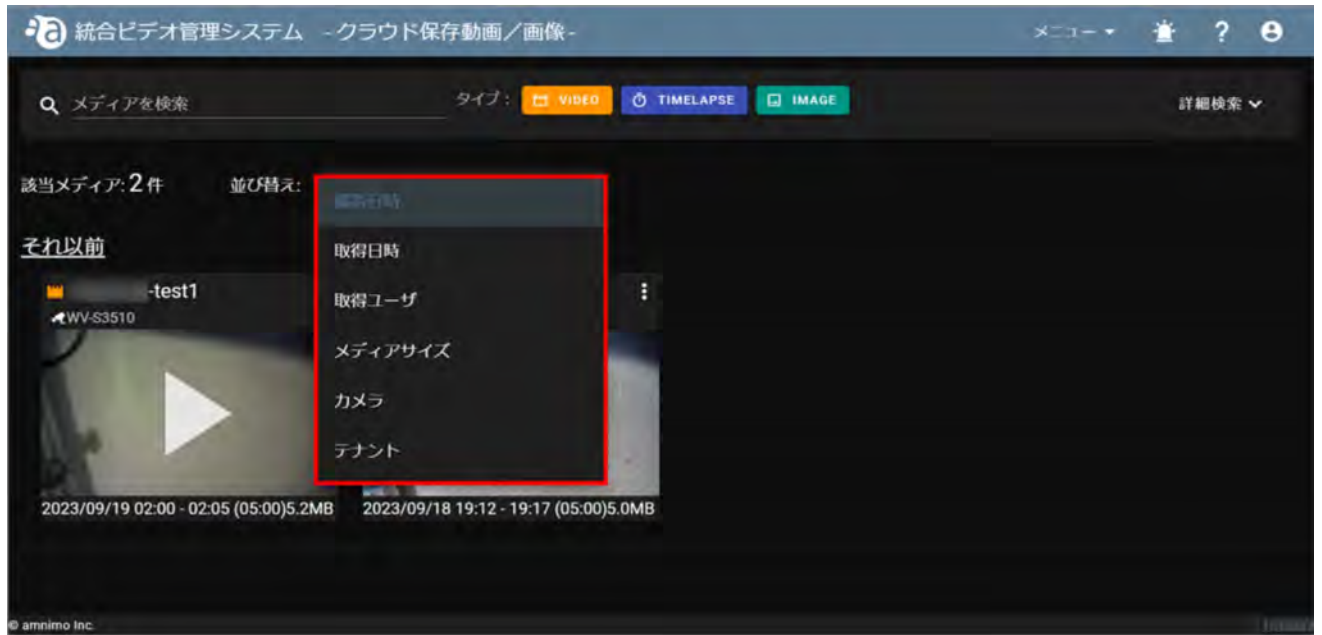 統合ビデオ管理システム -クラウド保存動画／画像-
メニュー ?
メディアを検索
タイプ : VIDEO TIMELAPSE IMAGE
詳細検索
該当メディア: 2 件 並び替え:
取得日時
取得ユーザ
メディアサイズ
カメラ
テナント
それ以前
-test1
WV-S3510
2023/09/19 02:00 - 02:05 (05:00)5.2MB
2023/09/18 19:12 - 19:17 (05:00)5.0MB
© amnimo Inc.